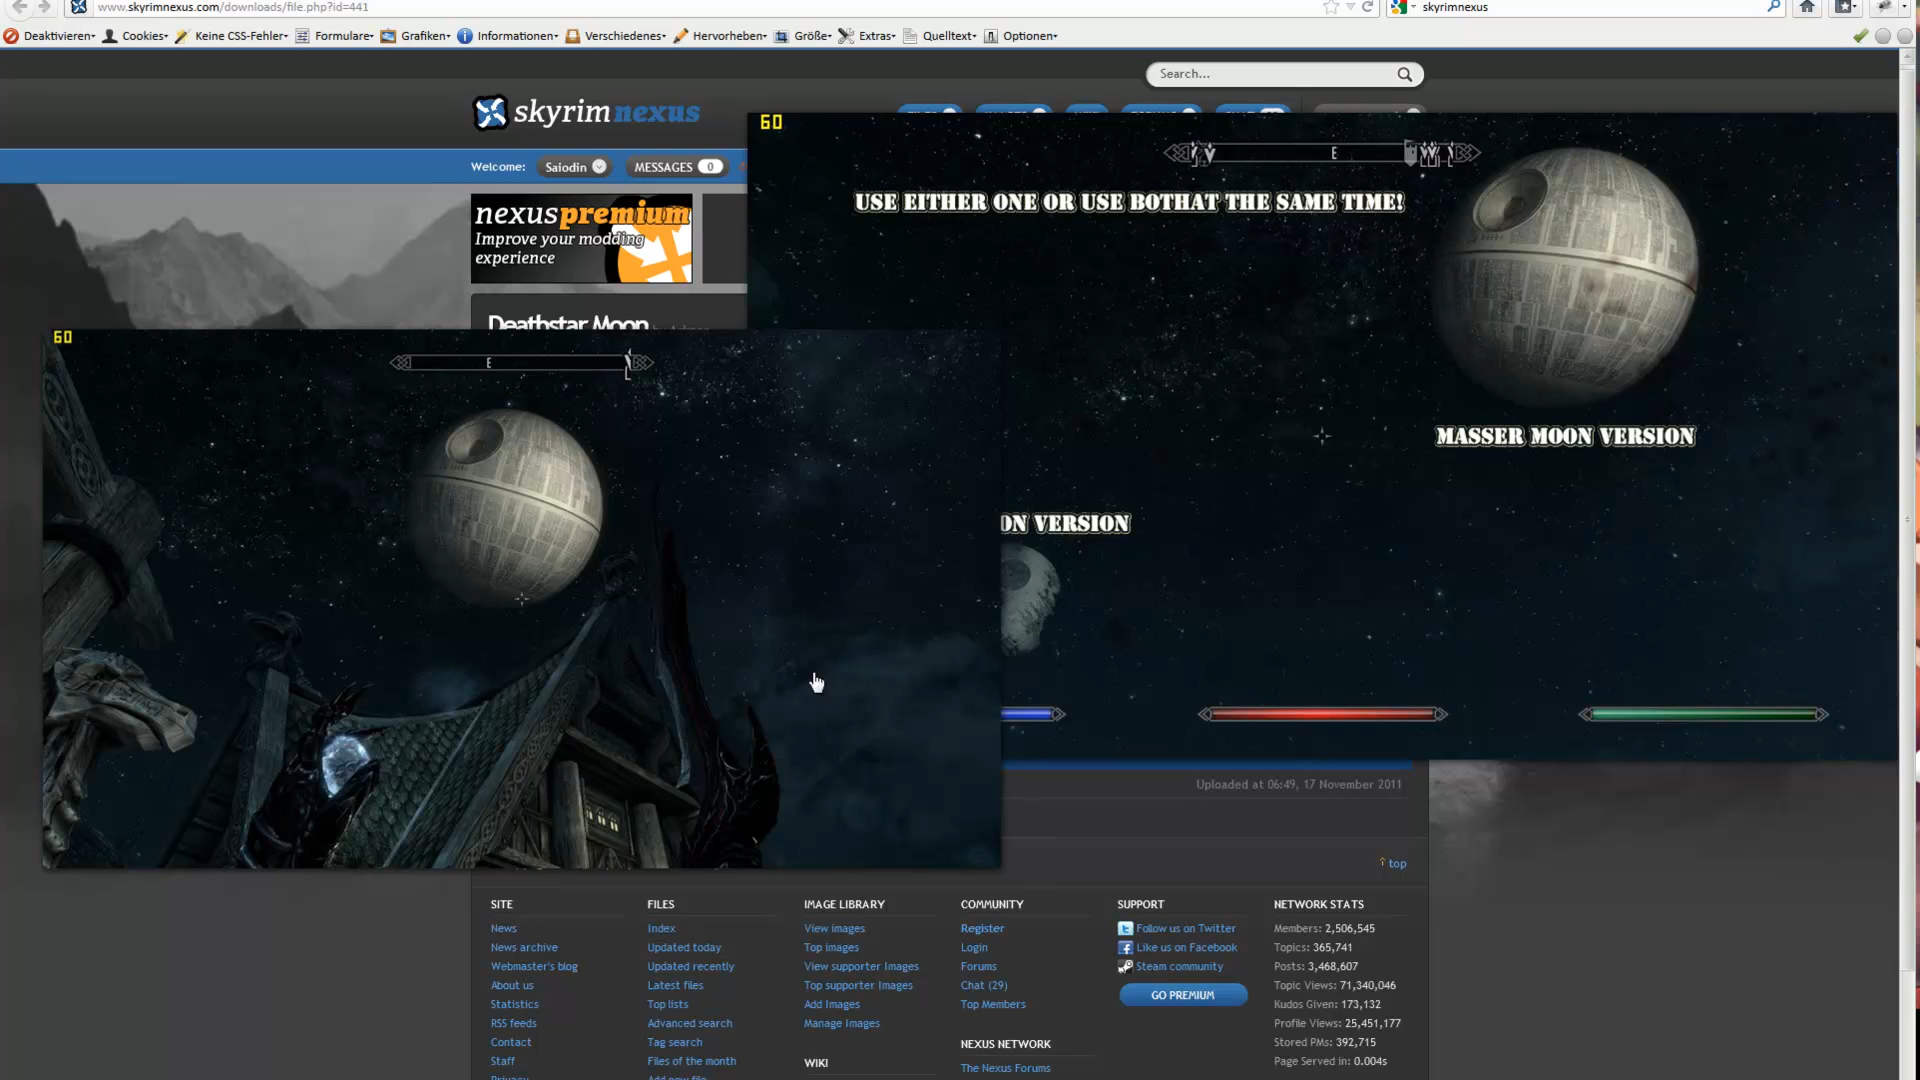 www.skyrimnexus.com/downloads/file.php?id=441
skyrimnexus
Deaktivieren Cookies Keine CSS-Fehler Formulare Grafiken Informationen Verschiedenes Hervorheben Größe Extras Quelltext Optionen
Search...
skyrimnexus
Welcome: Saiodin MESSAGES 0
nexuspremium
Improve your modding
experience
Deathstar Moon
60
E
USE EITHER ONE OR USE BOTHAT THE SAME TIME!
MASSER MOON VERSION
ON VERSION
60
E
Uploaded at 06:49, 17 November 2011
top
SITE
News
News archive
Webmaster's blog
About us
Statistics
RSS feeds
Contact
Staff
Privacy
FILES
Index
Updated today
Updated recently
Latest files
Top lists
Advanced search
Tag search
Files of the month
Add new file
IMAGE LIBRARY
View images
Top images
View supporter Images
Top supporter Images
Add Images
Manage Images
WIKI
COMMUNITY
Register
Login
Forums
Chat (29)
Top Members
NEXUS NETWORK
The Nexus Forums
SUPPORT
Follow us on Twitter
Like us on Facebook
Steam community
GO PREMIUM
NETWORK STATS
Members: 2,506,545
Topics: 365,741
Posts: 3,468,607
Topic Views: 71,340,046
Kudos Given: 173,132
Profile Views: 25,451,177
Stored PMs: 392,715
Page Served in: 0.004s